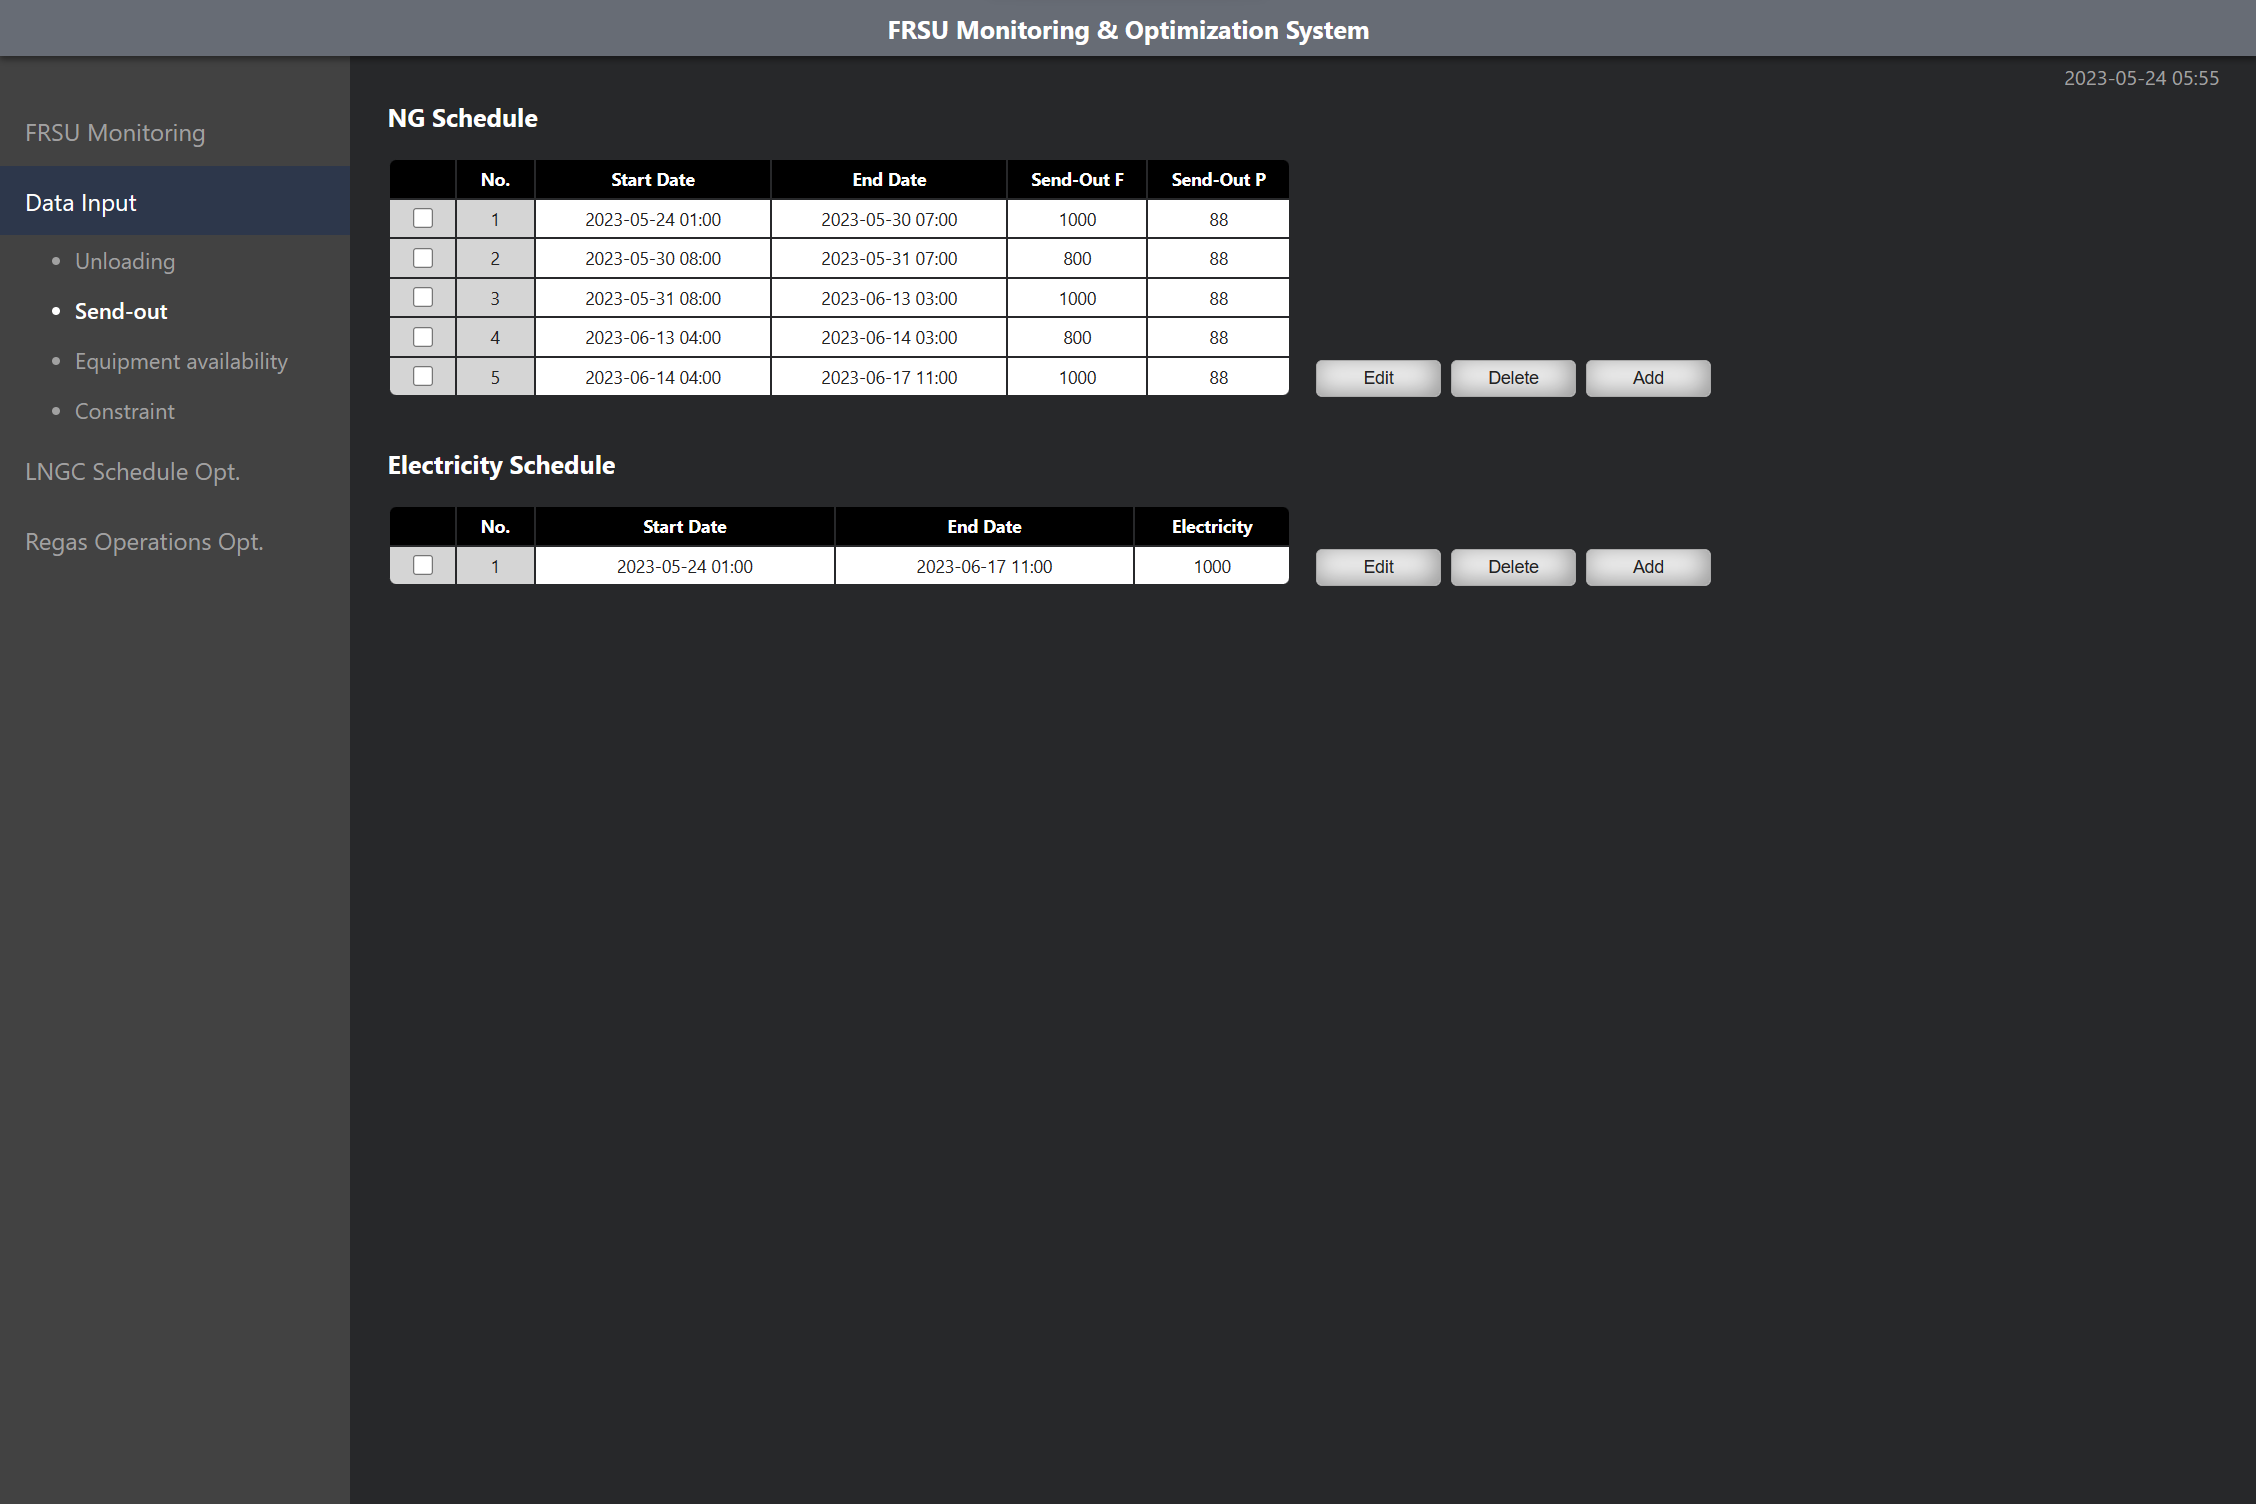 FRSU Monitoring & Optimization System
2023-05-24 05:55
FRSU Monitoring
Data Input
• Unloading
• Send-out
• Equipment availability
• Constraint
LNGC Schedule Opt.
Regas Operations Opt.
NG Schedule
No. Start Date End Date Send-Out F Send-Out P
1 2023-05-24 01:00 2023-05-30 07:00 1000 88
2 2023-05-30 08:00 2023-05-31 07:00 800 88
3 2023-05-31 08:00 2023-06-13 03:00 1000 88
4 2023-06-13 04:00 2023-06-14 03:00 800 88
5 2023-06-14 04:00 2023-06-17 11:00 1000 88
Edit Delete Add
Electricity Schedule
No. Start Date End Date Electricity
1 2023-05-24 01:00 2023-06-17 11:00 1000
Edit Delete Add